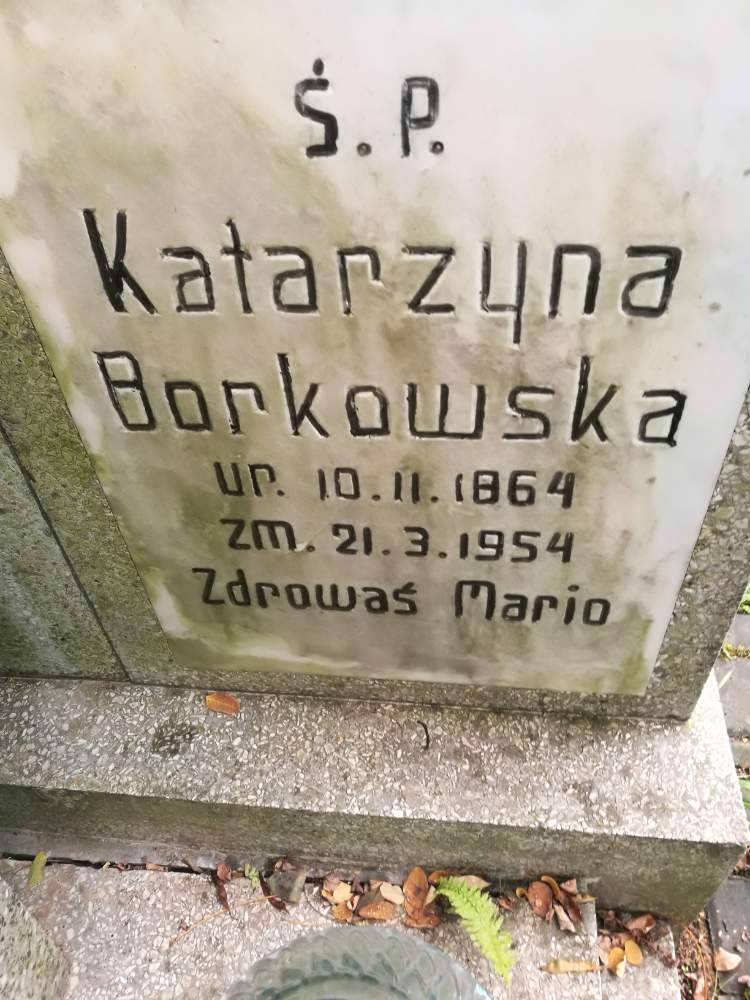 Ś.P.
Katarzyna
Borkowska
ur. 10.11.1864
zm. 21.3.1954
Zdrowaś Mario